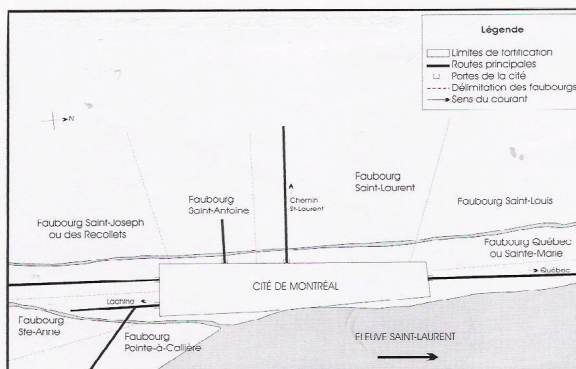 Légende
Limites de fortification
Routes principales
Portes de la cité
Délimitation des faubourgs
Sens du courant
N
Faubourg
Saint-Laurent
Chemin
St-Laurent
Faubourg
Saint-Antoine
Faubourg Saint-Louis
Faubourg Saint-Joseph
ou des Recollets
Faubourg Québec
ou Sainte-Marie
Québec
CITÉ DE MONTRÉAL
Lachine
Faubourg
Ste-Anne
Faubourg
Pointe-à-Callière
FLEUVE SAINT-LAURENT